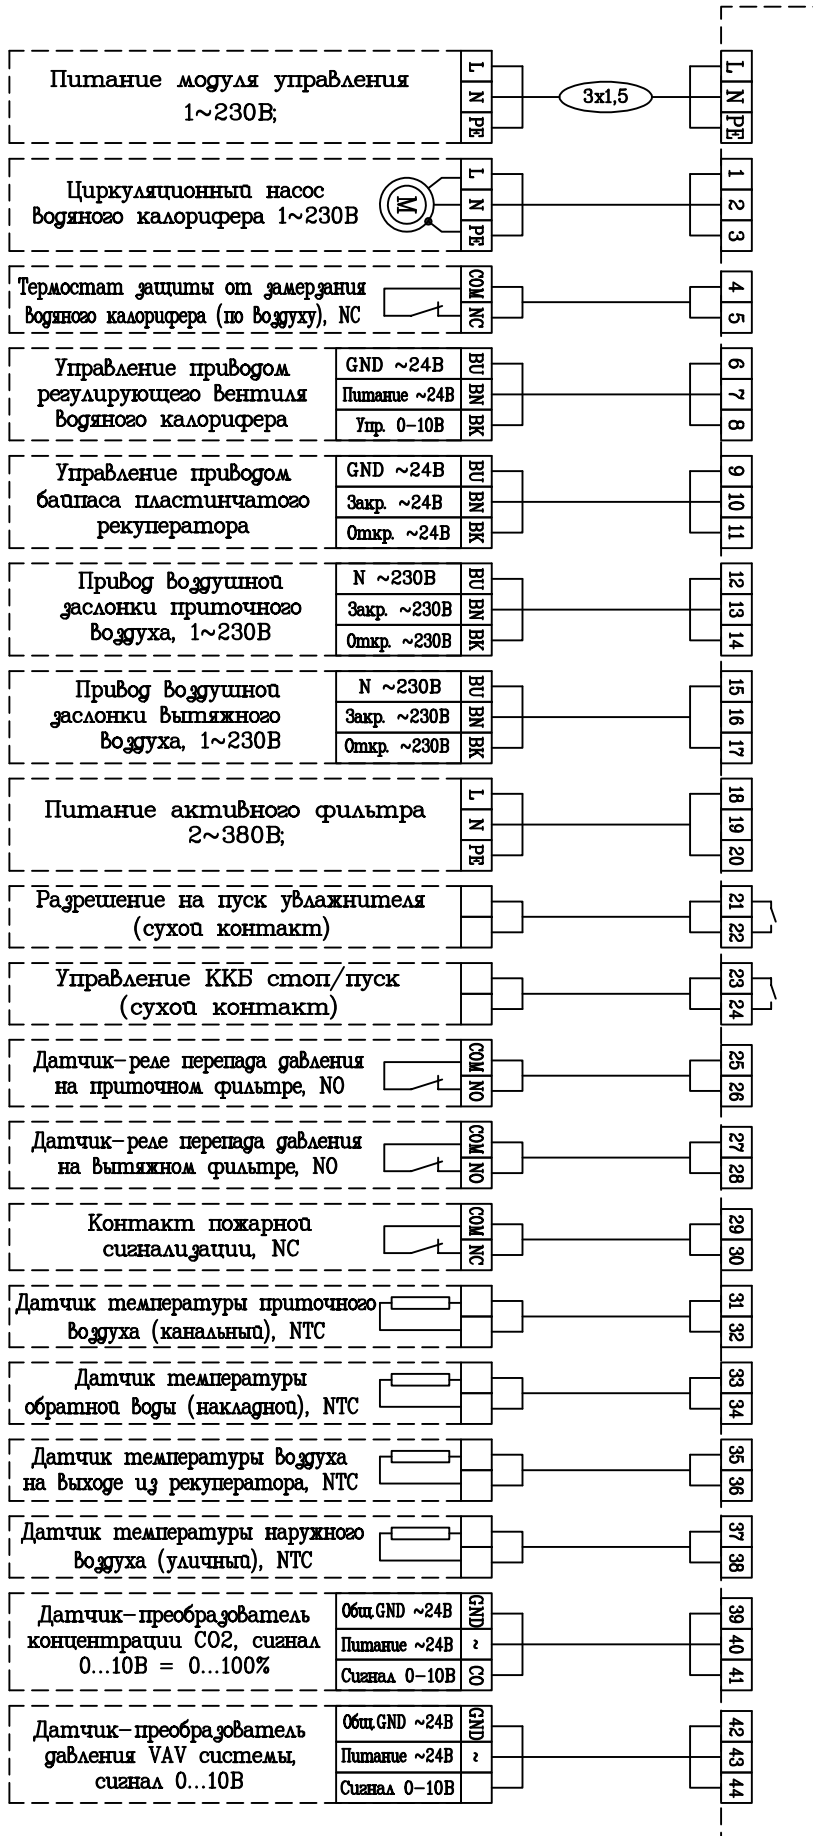 Питание модуля управления
1~230В;
L
N
PE
3x1,5
L
N
PE
Циркуляционный насос
водяного калорифера 1~230В
M
L
N
PE
1
2
3
Термостат защиты от замерзания
водяного калорифера (по воздуху), NC
COM
NC
4
5
Управление приводом
регулирующего вентиля
водяного калорифера
GND ~24В
Питание ~24В
Упр. 0-10В
BU
BN
BK
6
7
8
Управление приводом
байпаса пластинчатого
рекуператора
GND ~24В
Закр. ~24В
Откр. ~24В
BU
BN
BK
9
10
11
Привод воздушной
заслонки приточного
воздуха, 1~230В
N ~230В
Закр. ~230В
Откр. ~230В
BU
BN
BK
12
13
14
Привод воздушной
заслонки вытяжного
воздуха, 1~230В
N ~230В
Закр. ~230В
Откр. ~230В
BU
BN
BK
15
16
17
Питание активного фильтра
2~380В;
L
N
PE
18
19
20
Разрешение на пуск увлажнителя
(сухой контакт)
21
22
Управление ККБ стоп/пуск
(сухой контакт)
23
24
Датчик-реле перепада давления
на приточном фильтре, NO
COM
NO
25
26
Датчик-реле перепада давления
на вытяжном фильтре, NO
COM
NO
27
28
Контакт пожарной
сигнализации, NC
COM
NC
29
30
Датчик температуры приточного
воздуха (канальный), NTC
31
32
Датчик температуры
обратной воды (накладной), NTC
33
34
Датчик температуры воздуха
на выходе из рекуператора, NTC
35
36
Датчик температуры наружного
воздуха (уличный), NTC
37
38
Датчик-преобразователь
концентрации CO2, сигнал
0...10В = 0...100%
Общ.GND ~24В
Питание ~24В
Сигнал 0-10В
GND
~
CO
39
40
41
Датчик-преобразователь
давления VAV системы,
сигнал 0...10В
Общ.GND ~24В
Питание ~24В
Сигнал 0-10В
GND
~
42
43
44